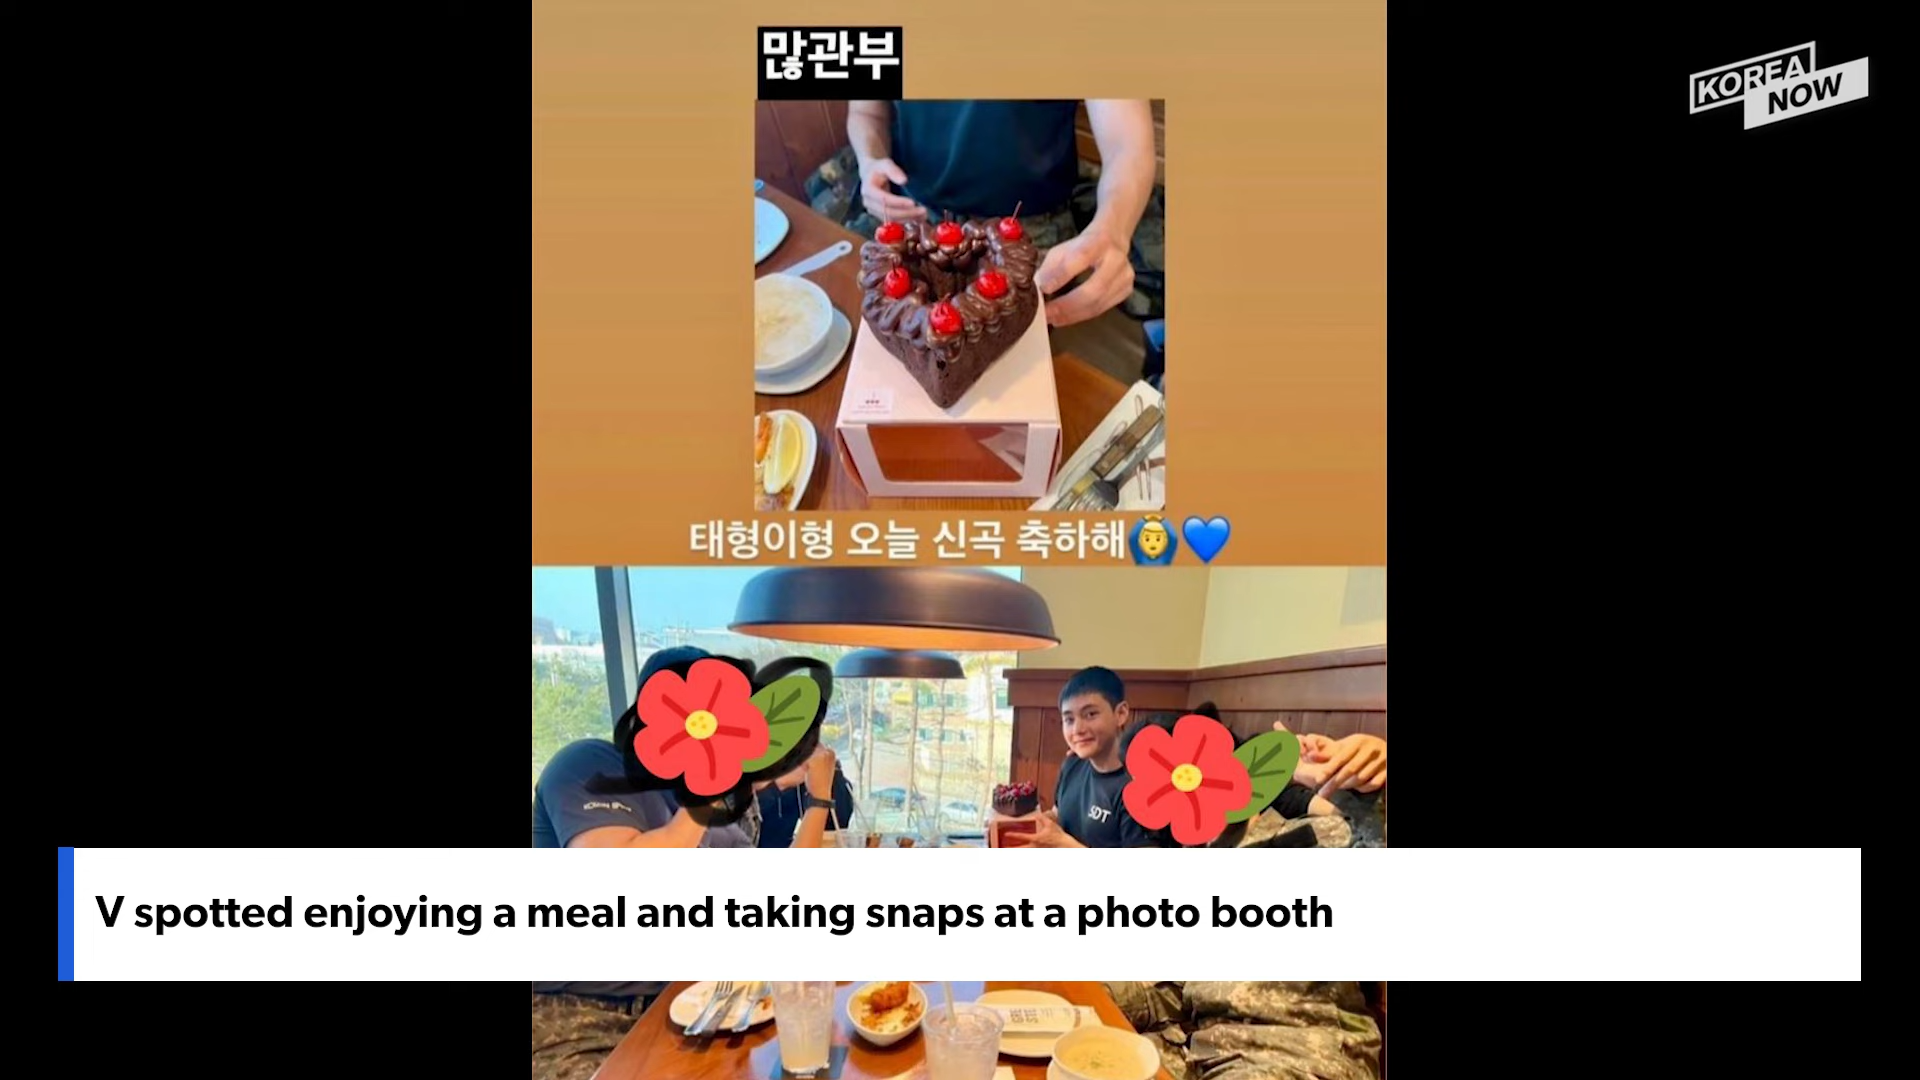 많관부
KOREA
NOW
태형이형 오늘 신곡 축하해🙆‍♂️💙
SDT
V spotted enjoying a meal and taking snaps at a photo booth